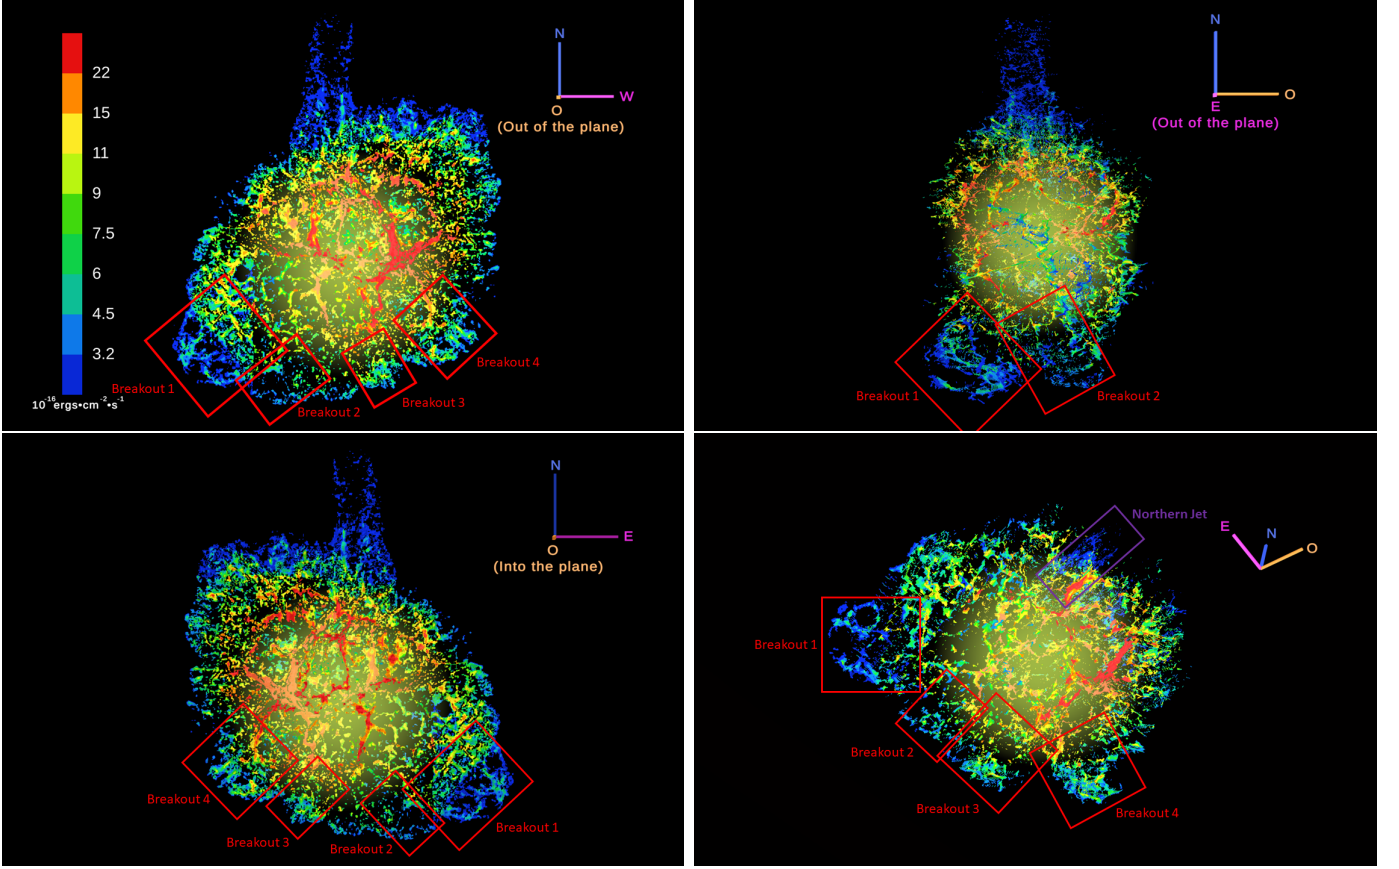 22
15
11
9
7.5
6
4.5
3.2
10⁻¹⁶ergs•cm⁻²•s⁻¹
N
W
O
(Out of the plane)
Breakout 1
Breakout 2
Breakout 3
Breakout 4
N
O
E
(Out of the plane)
Breakout 1
Breakout 2
N
E
O
(Into the plane)
Breakout 4
Breakout 3
Breakout 2
Breakout 1
Northern Jet
E
N
O
Breakout 1
Breakout 2
Breakout 3
Breakout 4